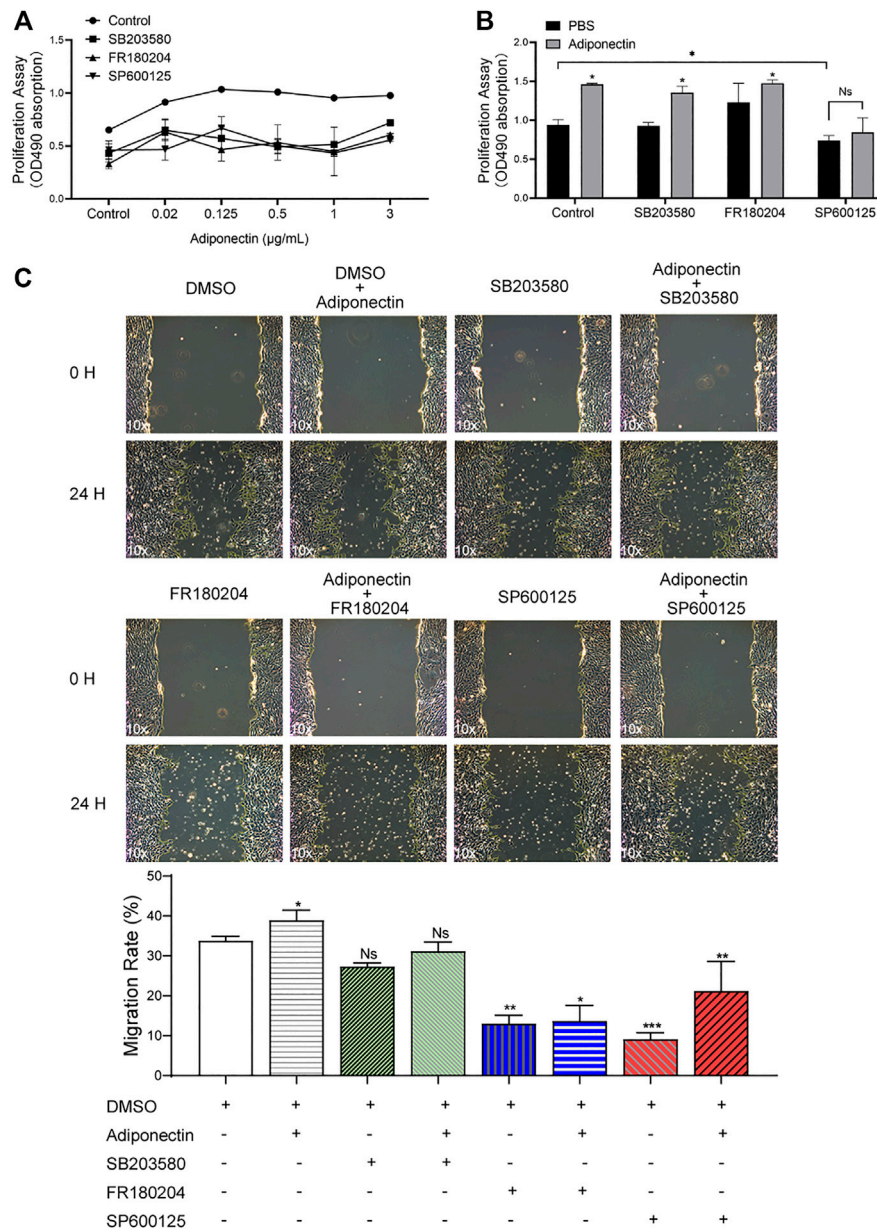 A
Control
SB203580
FR180204
SP600125
Proliferation Assay
(OD490 absorption)
1.5
1.0
0.5
0.0
Control 0.02 0.125 0.5 1 3
Adiponectin (µg/mL)
B
PBS
Adiponectin
Proliferation Assay
(OD490 absorption)
2.0
1.5
1.0
0.5
0.0
*
* * * Ns
Control SB203580 FR180204 SP600125
C
DMSO
DMSO
+
Adiponectin
SB203580
Adiponectin
+
SB203580
0 H
10x 10x 10x 10x
24 H
10x 10x 10x 10x
FR180204
Adiponectin
+
FR180204
SP600125
Adiponectin
+
SP600125
0 H
10x 10x 10x 10x
24 H
10x 10x 10x 10x
Migration Rate (%)
50
40
30
20
10
0
* Ns Ns ** * *** **
DMSO + + + + + + + +
Adiponectin - + - + - + - +
SB203580 - - + + - - - -
FR180204 - - - - + + - -
SP600125 - - - - - - + +